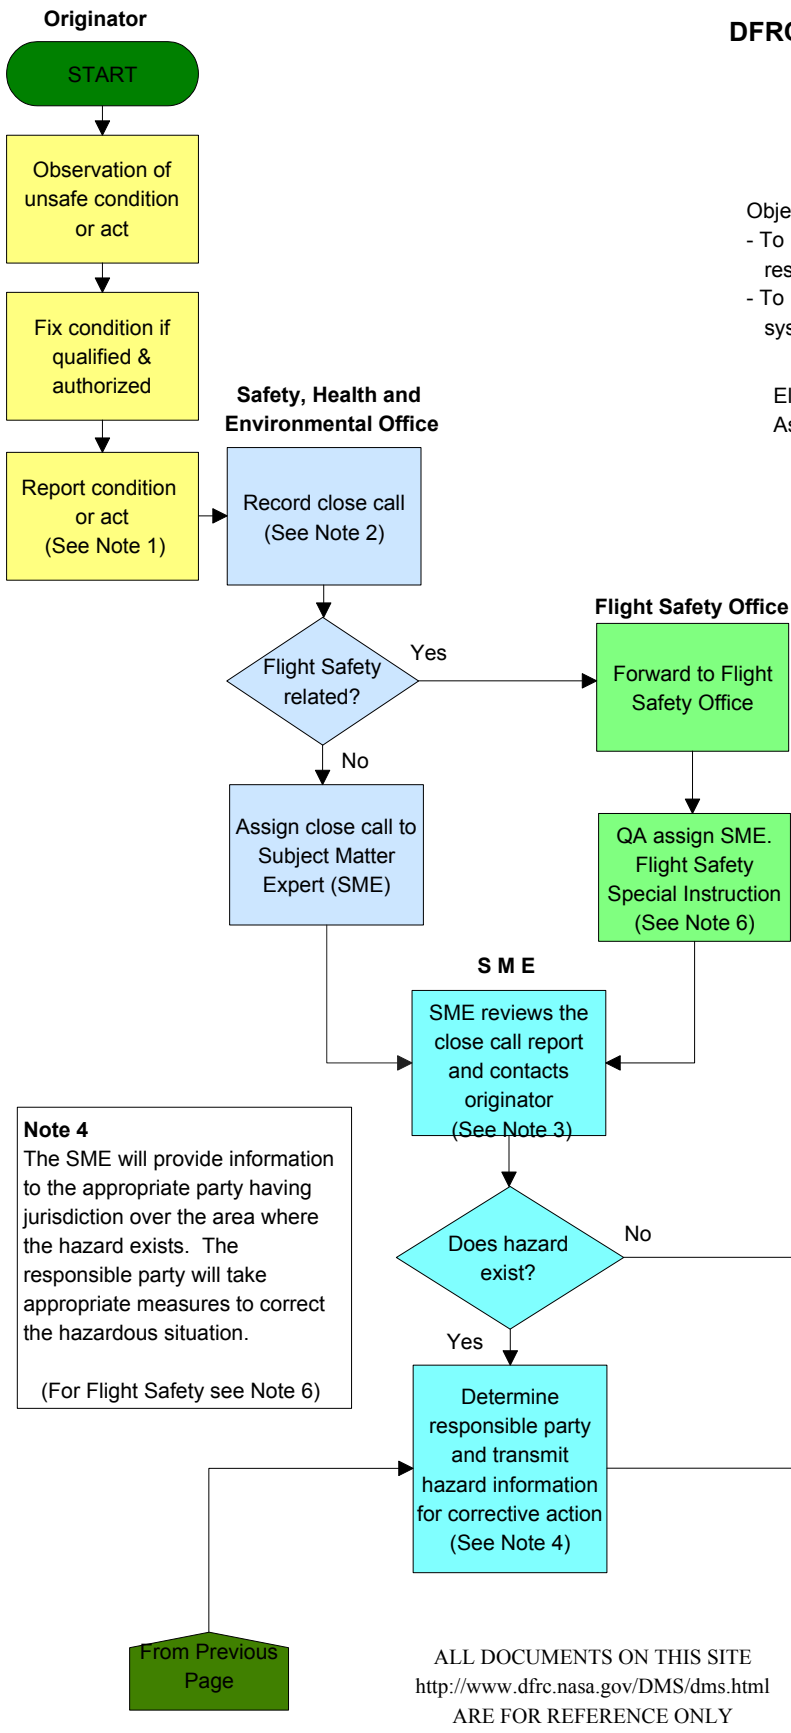 Originator
DFRC
START
Observation of
unsafe condition
or act
Obje
- To
res
- To
sys
Fix condition if
qualified &
authorized
El
As
Safety, Health and
Environmental Office
Report condition
or act
(See Note 1)
Record close call
(See Note 2)
Flight Safety Office
Flight Safety
related?
Yes
Forward to Flight
Safety Office
No
Assign close call to
Subject Matter
Expert (SME)
QA assign SME.
Flight Safety
Special Instruction
(See Note 6)
S M E
SME reviews the
close call report
and contacts
originator
(See Note 3)
Note 4
The SME will provide information
to the appropriate party having
jurisdiction over the area where
the hazard exists.  The
responsible party will take
appropriate measures to correct
the hazardous situation.
(For Flight Safety see Note 6)
Does hazard
exist?
No
Yes
Determine
responsible party
and transmit
hazard information
for corrective action
(See Note 4)
From Previous
Page
ALL DOCUMENTS ON THIS SITE
http://www.dfrc.nasa.gov/DMS/dms.html
ARE FOR REFERENCE ONLY